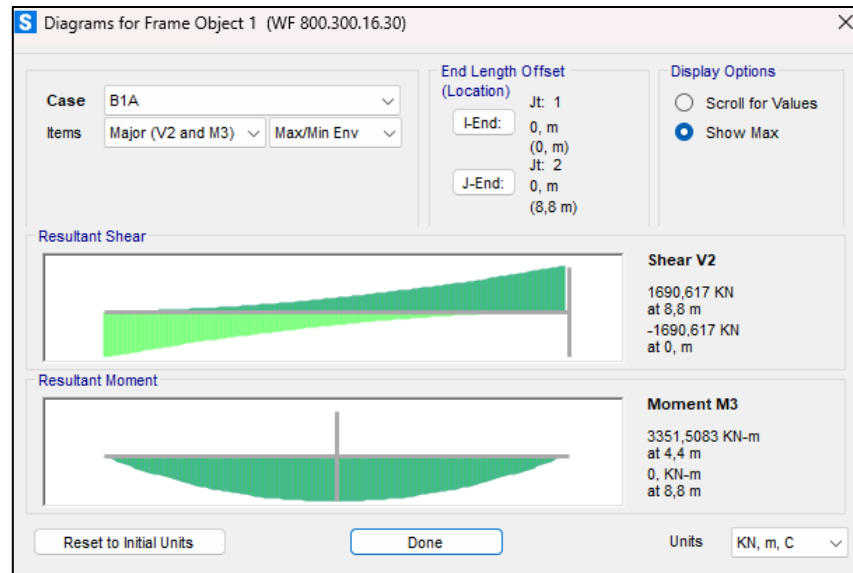 S Diagrams for Frame Object 1 (WF 800.300.16.30)
Case B1A
Items Major (V2 and M3) Max/Min Env
End Length Offset
(Location)
Jt: 1
I-End: 0, m
(0, m)
Jt: 2
J-End: 0, m
(8,8 m)
Display Options
Scroll for Values
Show Max
Resultant Shear
Shear V2
1690,617 KN
at 8,8 m
-1690,617 KN
at 0, m
Resultant Moment
Moment M3
3351,5083 KN-m
at 4,4 m
0, KN-m
at 8,8 m
Reset to Initial Units
Done
Units KN, m, C